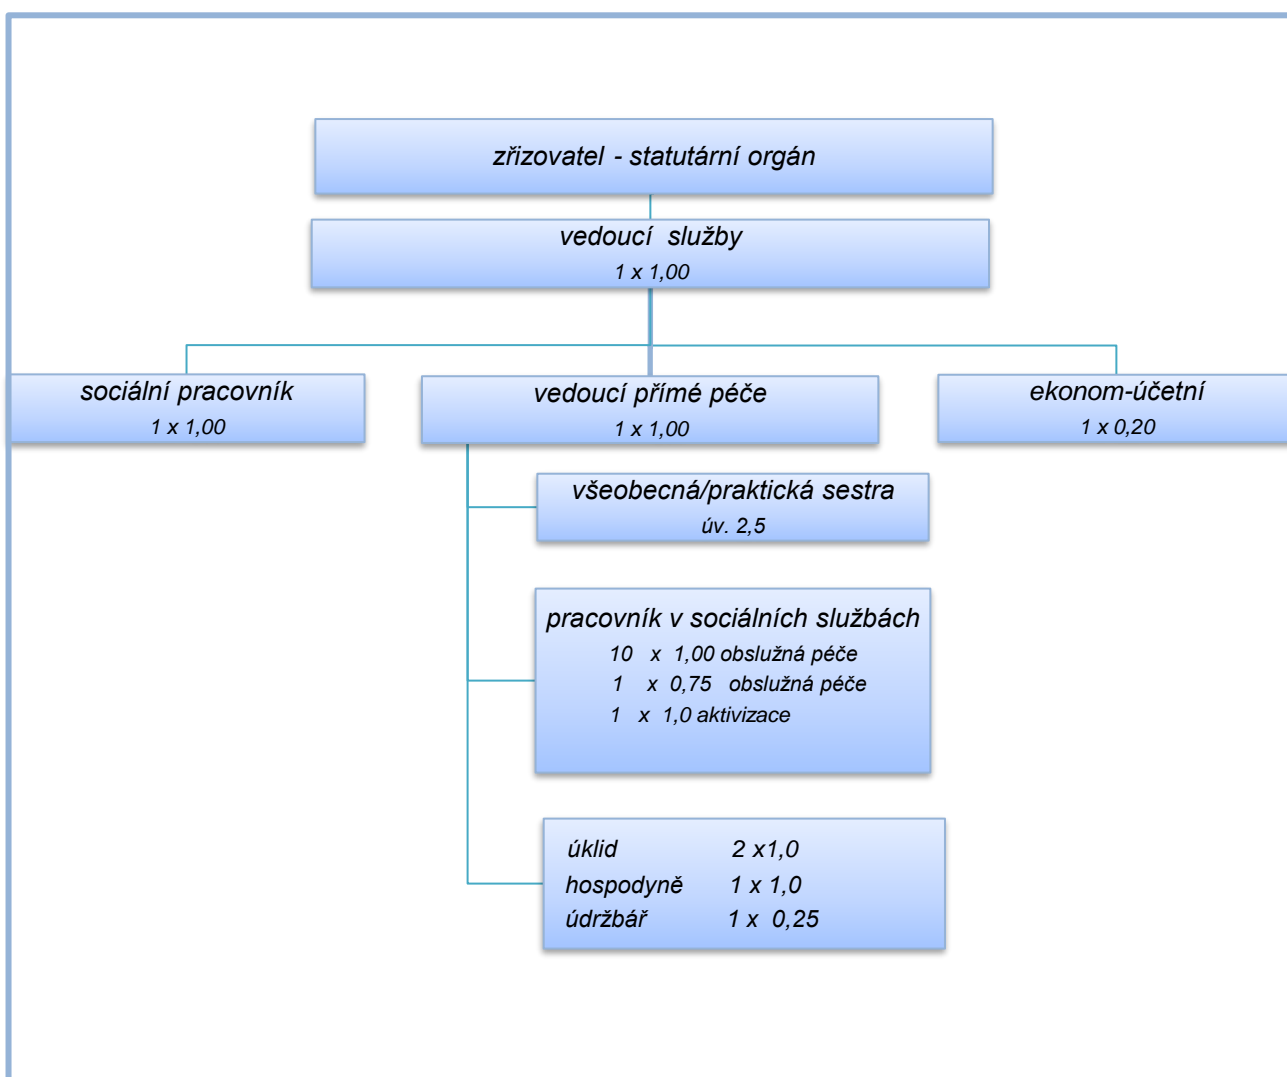 zřizovatel - statutární orgán
vedoucí služby
1 x 1,00
sociální pracovník
1 x 1,00
vedoucí přímé péče
1 x 1,00
ekonom-účetní
1 x 0,20
všeobecná/praktická sestra
úv. 2,5
pracovník v sociálních službách
10 x 1,00 obslužná péče
1 x 0,75 obslužná péče
1 x 1,0 aktivizace
úklid 2 x1,0
hospodyně 1 x 1,0
údržbář 1 x 0,25